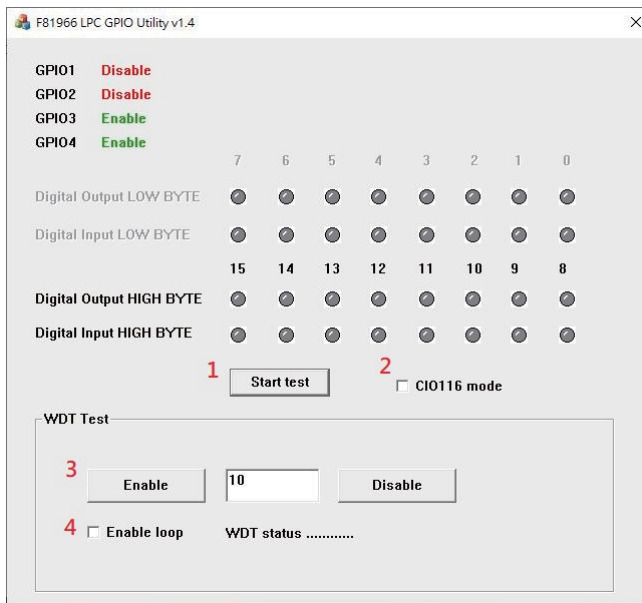 F81966 LPC GPIO Utility v1.4
GPIO1 Disable
GPIO2 Disable
GPIO3 Enable
GPIO4 Enable
7 6 5 4 3 2 1 0
Digital Output LOW BYTE
Digital Input LOW BYTE
15 14 13 12 11 10 9 8
Digital Output HIGH BYTE
Digital Input HIGH BYTE
1 Start test 2 CIO116 mode
WDT Test
3 Enable 10 Disable
4 Enable loop WDT status ............